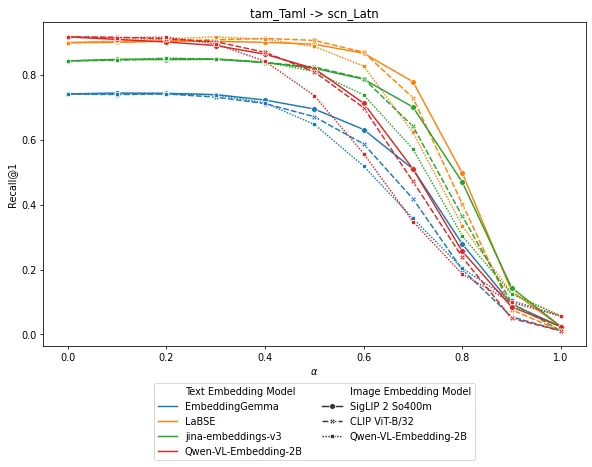 tam_Taml -> scn_Latn
Recall@1
0.8
0.6
0.4
0.2
0.0
0.0 0.2 0.4 0.6 0.8 1.0
α
Text Embedding Model Image Embedding Model
EmbeddingGemma SigLIP 2 So400m
LaBSE CLIP ViT-B/32
jina-embeddings-v3 Qwen-VL-Embedding-2B
Qwen-VL-Embedding-2B